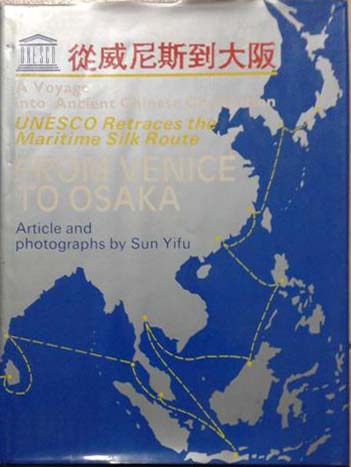 UNESCO
從威尼斯到大阪
A Voyage
into Ancient Chinese Civilization
UNESCO Retraces the
Maritime Silk Route
FROM VENICE
TO OSAKA
Article and
photographs by Sun Yifu